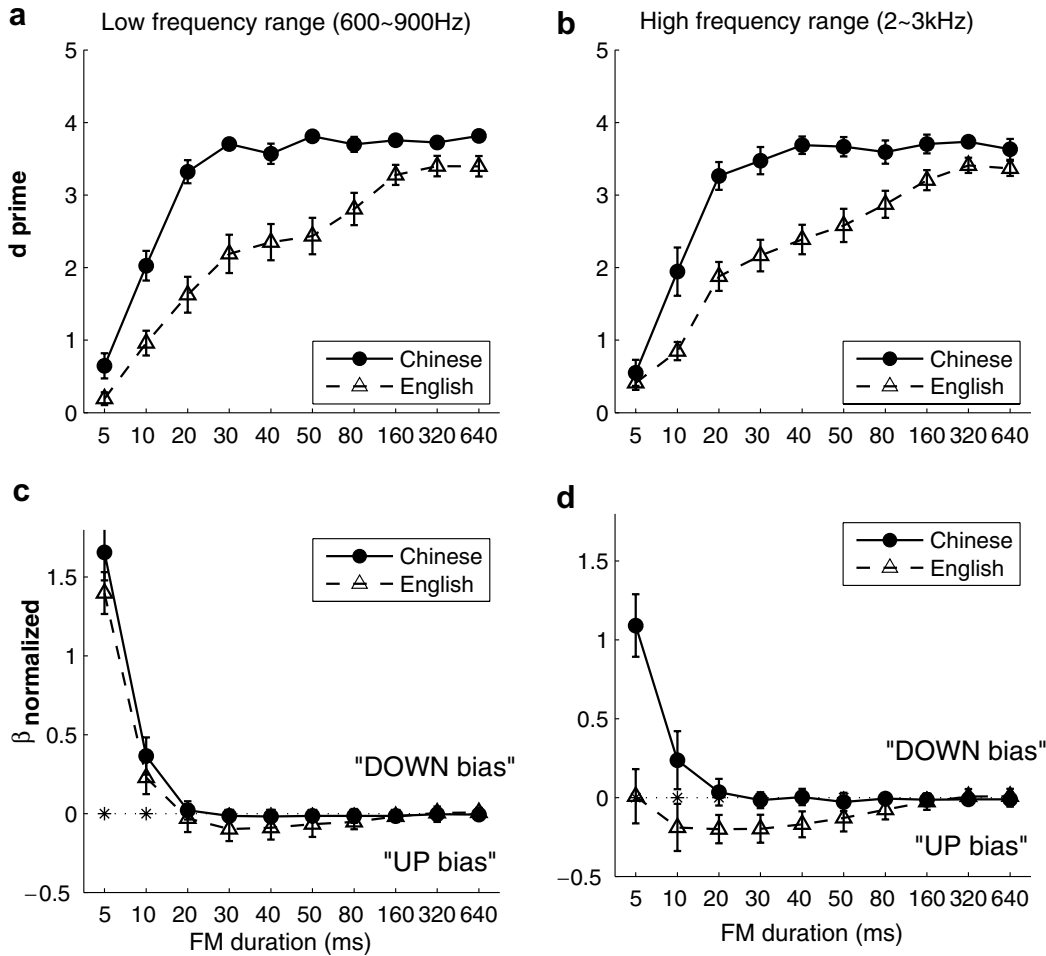 a
Low frequency range (600~900Hz)
d prime
5
4
3
2
1
0
Chinese
English
5 10 20 30 40 50 80 160 320 640
b
High frequency range (2~3kHz)
5
4
3
2
1
0
Chinese
English
5 10 20 30 40 50 80 160 320 640
c
β normalized
1.5
1
0.5
0
−0.5
Chinese
English
"DOWN bias"
"UP bias"
5 10 20 30 40 50 80 160 320 640
FM duration (ms)
d
1
0.5
0
−0.5
Chinese
English
"DOWN bias"
"UP bias"
5 10 20 30 40 50 80 160 320 640
FM duration (ms)